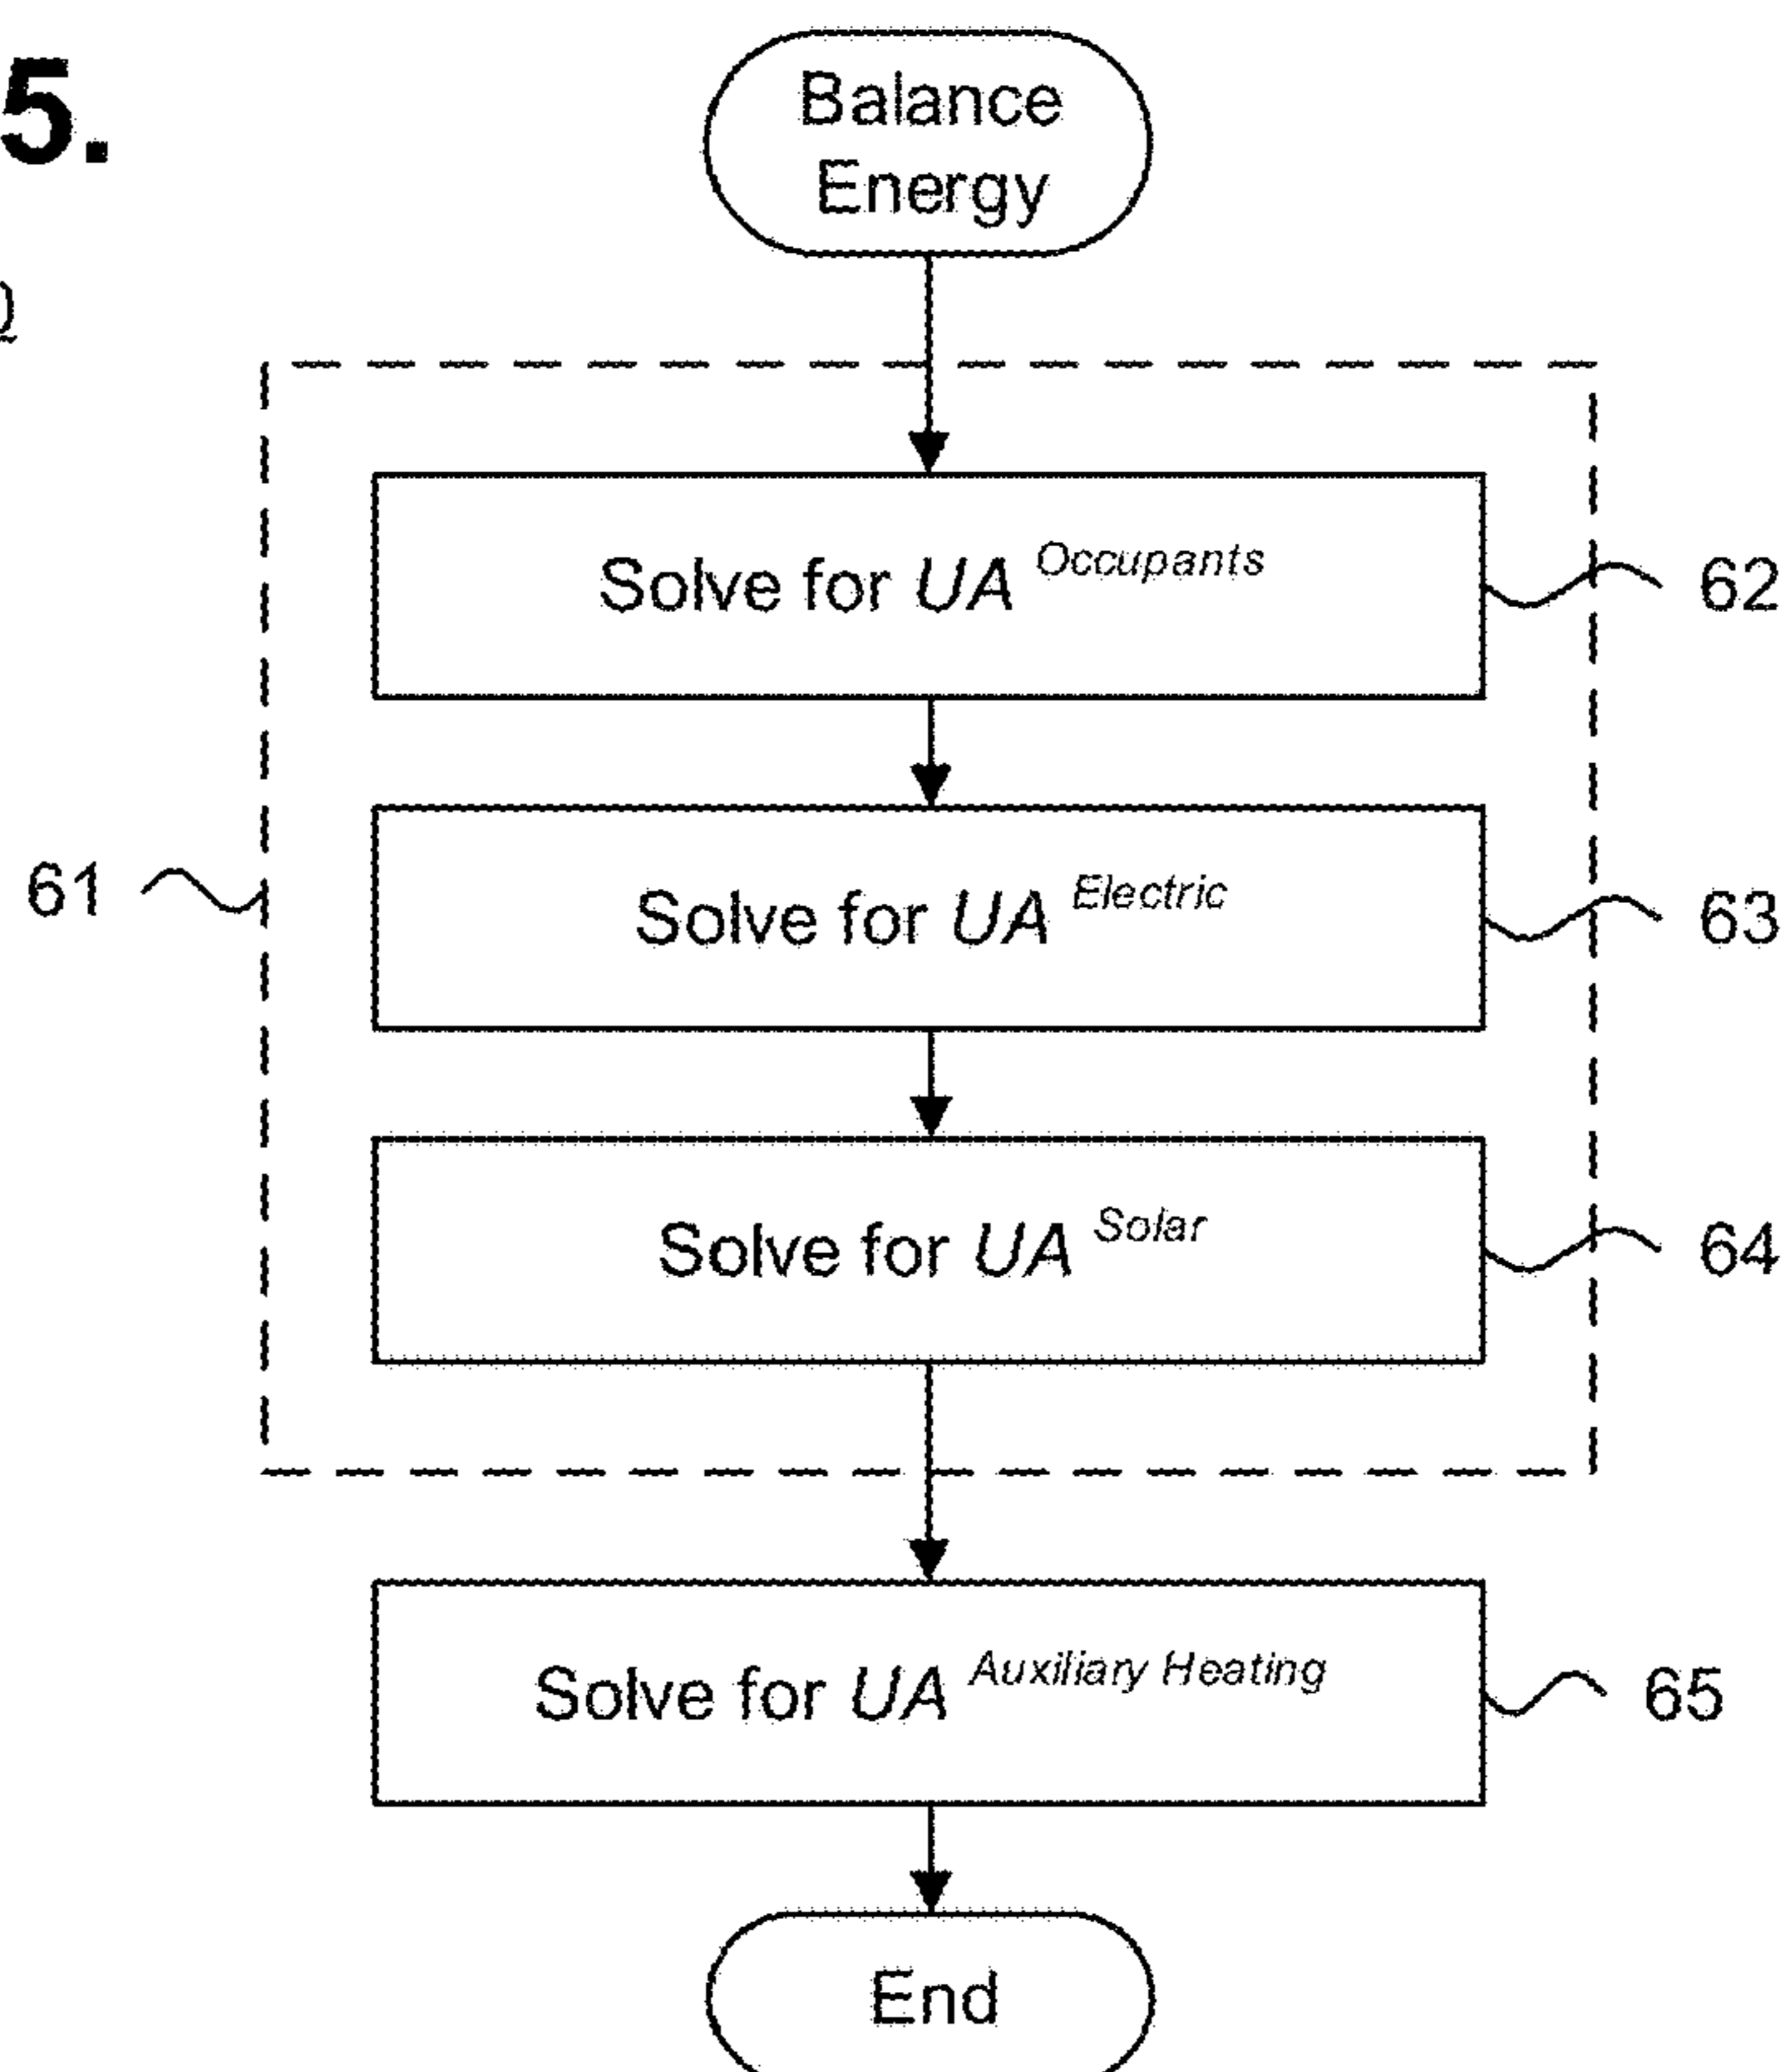 5.
Balance
Energy
Solve for UA Occupants
62
Solve for UA Electric
61
63
Solve for UA Solar
64
Solve for UA Auxiliary Heating
65
End